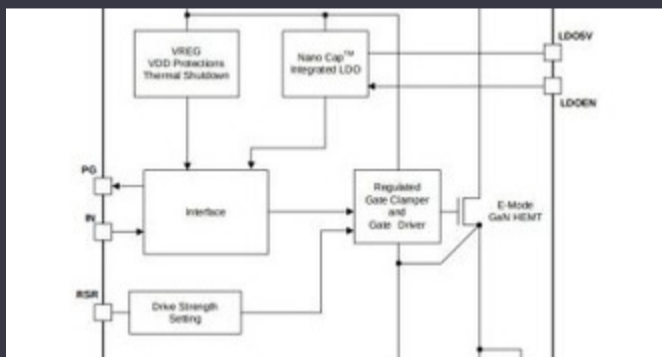 VREG
VDD Protections
Thermal Shutdown
Nano Cap™
Integrated LDO
LDO5V
LDOEN
PG
IN
Interface
Regulated
Gate Clamper
and
Gate Driver
E-Mode
GaN HEMT
RSR
Drive Strength
Setting